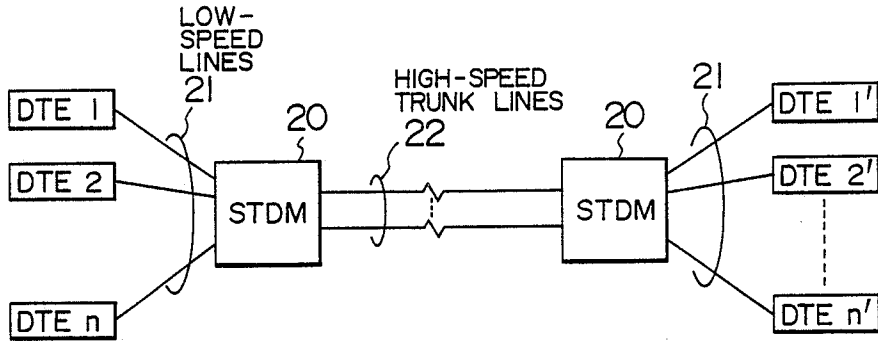 LOW-
SPEED
LINES
21
HIGH-SPEED
TRUNK LINES
22
21
20
20
DTE 1
DTE 2
DTE n
STDM
STDM
DTE 1'
DTE 2'
DTE n'